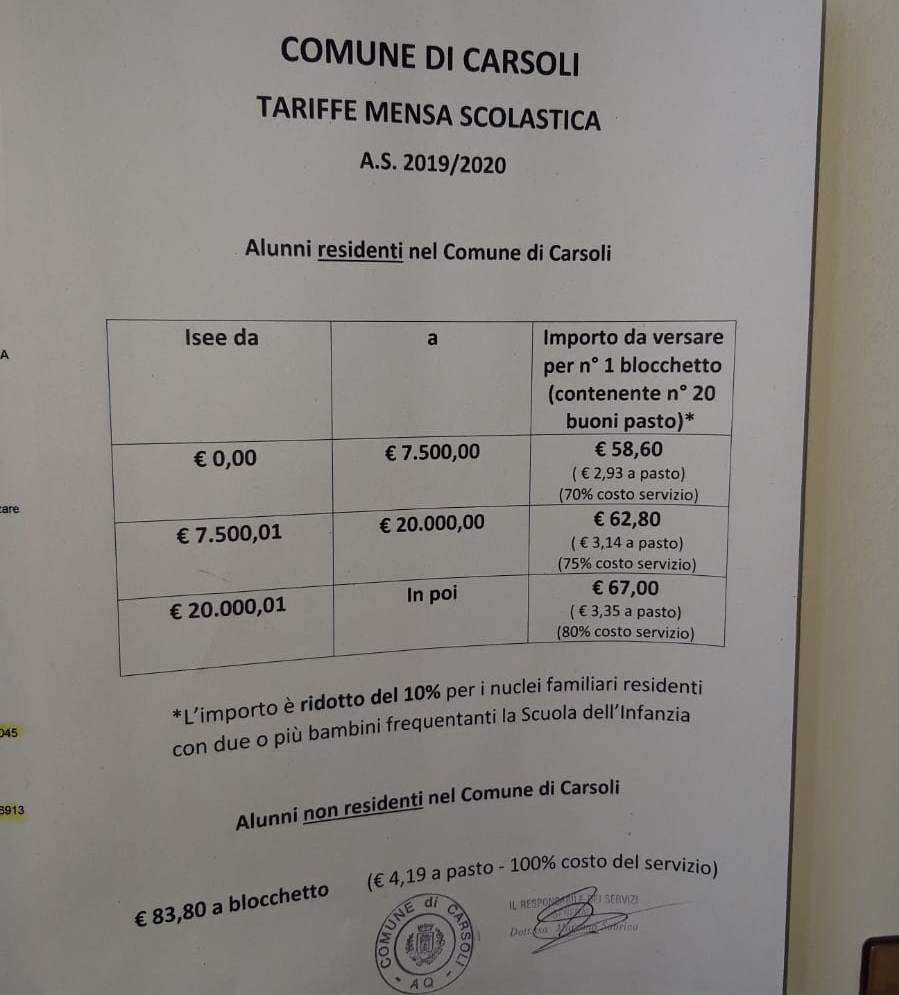 COMUNE DI CARSOLI
TARIFFE MENSA SCOLASTICA
A.S. 2019/2020
Alunni residenti nel Comune di Carsoli
Isee da
a
Importo da versare
per n° 1 blocchetto
(contenente n° 20
buoni pasto)*
€ 0,00
€ 7.500,00
€ 58,60
( € 2,93 a pasto)
(70% costo servizio)
€ 7.500,01
€ 20.000,00
€ 62,80
( € 3,14 a pasto)
(75% costo servizio)
€ 20.000,01
In poi
€ 67,00
( € 3,35 a pasto)
(80% costo servizio)
*L'importo è ridotto del 10% per i nuclei familiari residenti
con due o più bambini frequentanti la Scuola dell'Infanzia
Alunni non residenti nel Comune di Carsoli
€ 83,80 a blocchetto (€ 4,19 a pasto - 100% costo del servizio)
COMUNE di CARSOLI
- AQ -
IL RESPONSABILE DEI SERVIZI
Sabrina
A
are
045
6913